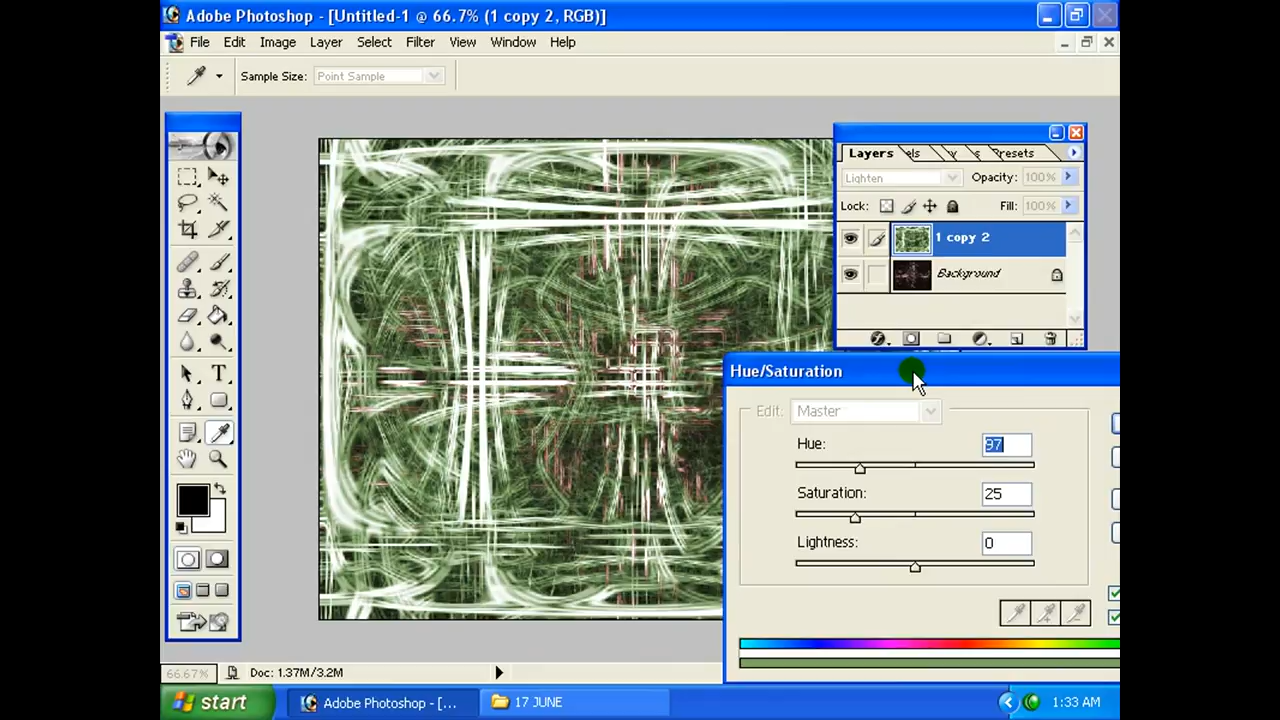 Adobe Photoshop - [Untitled-1 @ 66.7% (1 copy 2, RGB)]
File Edit Image Layer Select Filter View Window Help
Sample Size: Point Sample
Layers els Presets
Lighten Opacity: 100%
Lock: Fill: 100%
1 copy 2
Background
Hue/Saturation
Edit: Master
Hue: 97
Saturation: 25
Lightness: 0
66.67% Doc: 1.37M/3.2M
start Adobe Photoshop - [... 17 JUNE 1:33 AM